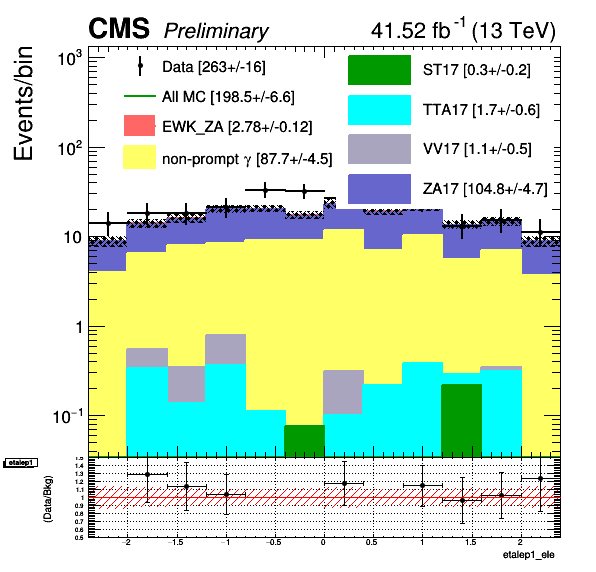 CMS Preliminary 41.52 fb⁻¹ (13 TeV)
Events/bin
10³
10²
10
1
10⁻¹
Data [263+/-16]
All MC [198.5+/-6.6]
EWK_ZA [2.78+/-0.12]
non-prompt γ [87.7+/-4.5]
ST17 [0.3+/-0.2]
TTA17 [1.7+/-0.6]
VV17 [1.1+/-0.5]
ZA17 [104.8+/-4.7]
etalep1
(Data/Bkg)
1.5
1.4
1.3
1.2
1.1
1
0.9
0.8
0.7
0.6
0.5
-2 -1.5 -1 -0.5 0 0.5 1 1.5 2
etalep1_ele